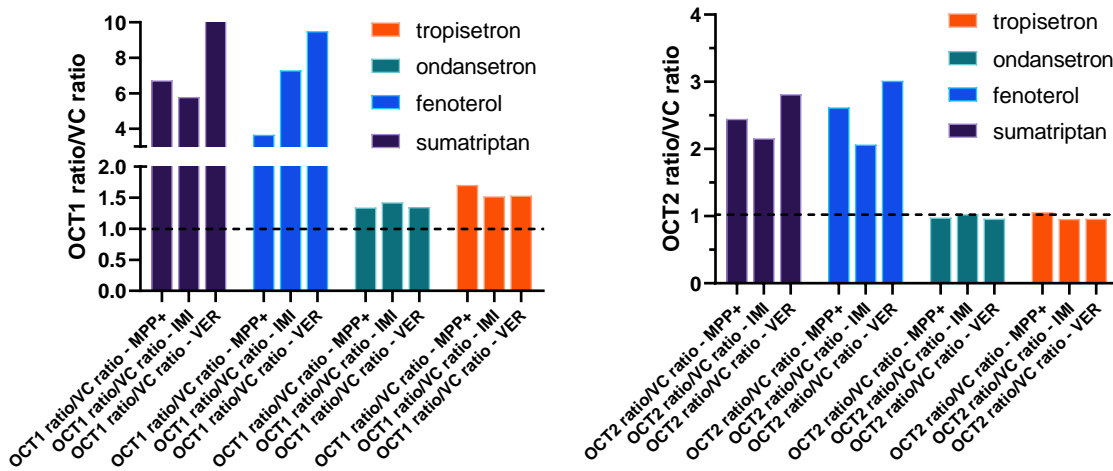 OCT1 ratio/VC ratio
10
8
6
4
2.0
1.5
1.0
0.5
0.0
tropisetron
ondansetron
fenoterol
sumatriptan
OCT1 ratio/VC ratio - MPP+
OCT1 ratio/VC ratio - IMI
OCT1 ratio/VC ratio - VER
OCT1 ratio/VC ratio - MPP+
OCT1 ratio/VC ratio - IMI
OCT1 ratio/VC ratio - VER
OCT1 ratio/VC ratio - MPP+
OCT1 ratio/VC ratio - IMI
OCT1 ratio/VC ratio - VER
OCT1 ratio/VC ratio - MPP+
OCT1 ratio/VC ratio - IMI
OCT1 ratio/VC ratio - VER
OCT2 ratio/VC ratio
4
3
2
1
0
tropisetron
ondansetron
fenoterol
sumatriptan
OCT2 ratio/VC ratio - MPP+
OCT2 ratio/VC ratio - IMI
OCT2 ratio/VC ratio - VER
OCT2 ratio/VC ratio - MPP+
OCT2 ratio/VC ratio - IMI
OCT2 ratio/VC ratio - VER
OCT2 ratio/VC ratio - MPP+
OCT2 ratio/VC ratio - IMI
OCT2 ratio/VC ratio - VER
OCT2 ratio/VC ratio - MPP+
OCT2 ratio/VC ratio - IMI
OCT2 ratio/VC ratio - VER